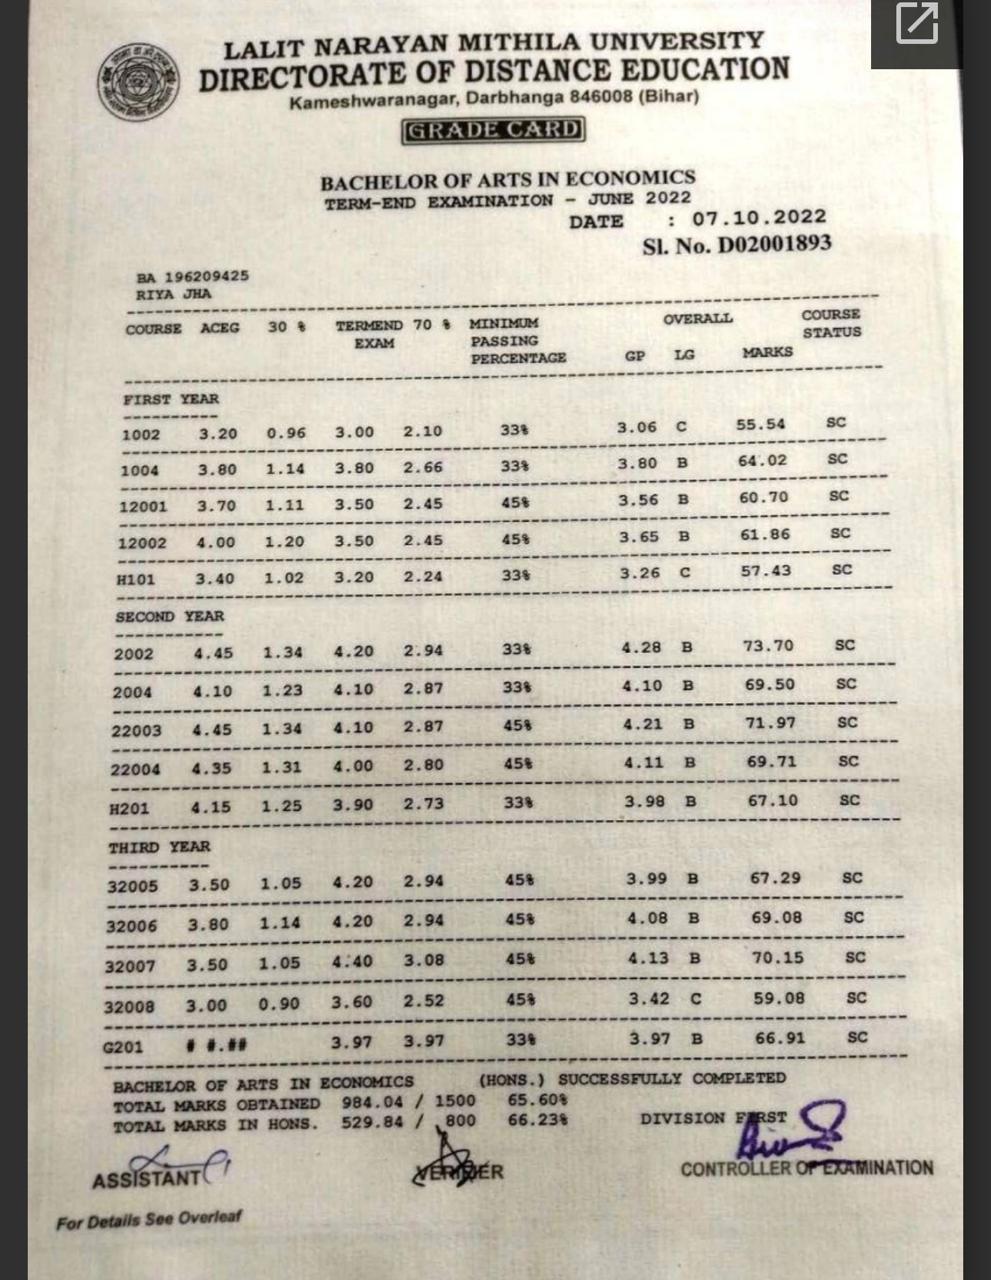 LALIT NARAYAN MITHILA UNIVERSITY
DIRECTORATE OF DISTANCE EDUCATION
Kameshwaranagar, Darbhanga 846008 (Bihar)
GRADE CARD
BACHELOR OF ARTS IN ECONOMICS
TERM-END EXAMINATION - JUNE 2022
DATE : 07.10.2022
Sl. No. D02001893
BA 196209425
RIYA JHA
COURSE ACEG 30 % TERMEND 70 % MINIMUM OVERALL COURSE
EXAM PASSING STATUS
PERCENTAGE GP LG MARKS
FIRST YEAR
1002 3.20 0.96 3.00 2.10 33% 3.06 C 55.54 SC
1004 3.80 1.14 3.80 2.66 33% 3.80 B 64.02 SC
12001 3.70 1.11 3.50 2.45 45% 3.56 B 60.70 SC
12002 4.00 1.20 3.50 2.45 45% 3.65 B 61.86 SC
H101 3.40 1.02 3.20 2.24 33% 3.26 C 57.43 SC
SECOND YEAR
2002 4.45 1.34 4.20 2.94 33% 4.28 B 73.70 SC
2004 4.10 1.23 4.10 2.87 33% 4.10 B 69.50 SC
22003 4.45 1.34 4.10 2.87 45% 4.21 B 71.97 SC
22004 4.35 1.31 4.00 2.80 45% 4.11 B 69.71 SC
H201 4.15 1.25 3.90 2.73 33% 3.98 B 67.10 SC
THIRD YEAR
32005 3.50 1.05 4.20 2.94 45% 3.99 B 67.29 SC
32006 3.80 1.14 4.20 2.94 45% 4.08 B 69.08 SC
32007 3.50 1.05 4.40 3.08 45% 4.13 B 70.15 SC
32008 3.00 0.90 3.60 2.52 45% 3.42 C 59.08 SC
G201 # #.## 3.97 3.97 33% 3.97 B 66.91 SC
BACHELOR OF ARTS IN ECONOMICS (HONS.) SUCCESSFULLY COMPLETED
TOTAL MARKS OBTAINED 984.04 / 1500 65.60%
TOTAL MARKS IN HONS. 529.84 / 800 66.23% DIVISION FIRST
ASSISTANT VERIFIER CONTROLLER OF EXAMINATION
For Details See Overleaf